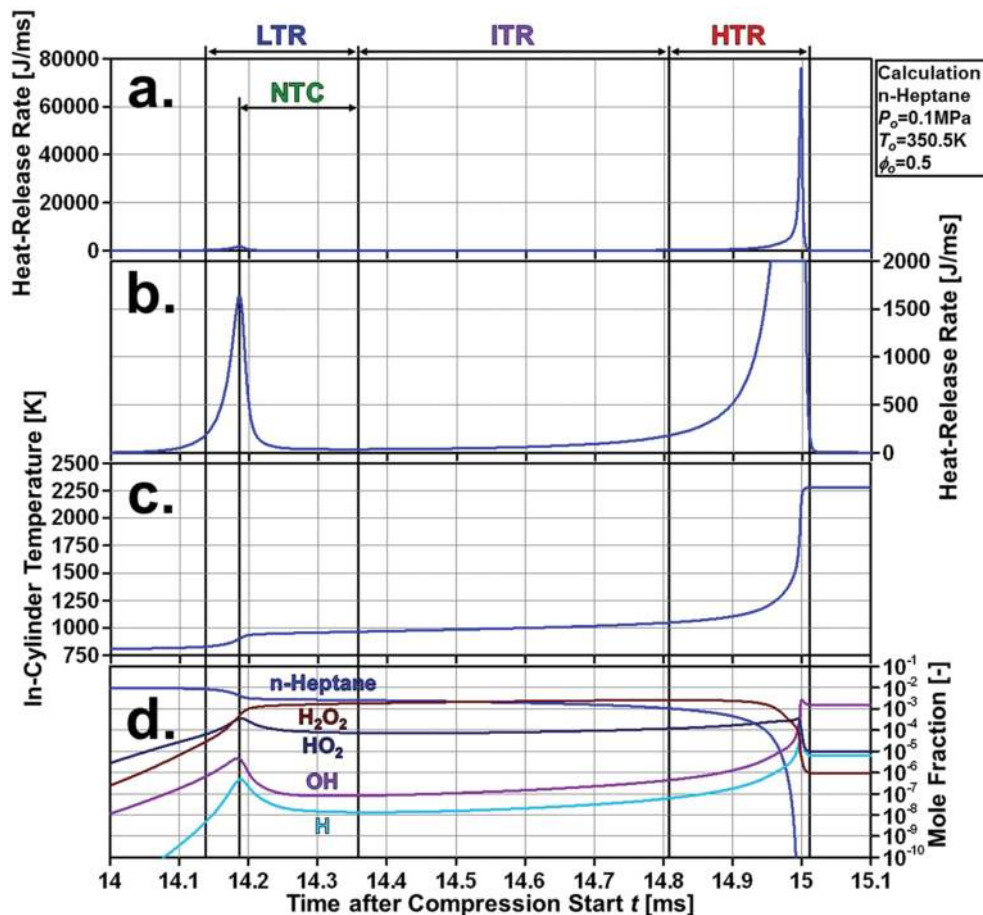 LTR ITR HTR
Heat-Release Rate [J/ms]
80000
60000
40000
20000
0
a.
NTC
Calculation
n-Heptane
Pₒ=0.1MPa
Tₒ=350.5K
ϕₒ=0.5
b.
2000
1500
1000
500
0
Heat-Release Rate [J/ms]
In-Cylinder Temperature [K]
2500
2250
2000
1750
1500
1250
1000
750
c.
d.
n-Heptane
H₂O₂
HO₂
OH
H
10⁻¹
10⁻²
10⁻³
10⁻⁴
10⁻⁵
10⁻⁶
10⁻⁷
10⁻⁸
10⁻⁹
10⁻¹⁰
Mole Fraction [-]
14 14.1 14.2 14.3 14.4 14.5 14.6 14.7 14.8 14.9 15 15.1
Time after Compression Start t [ms]